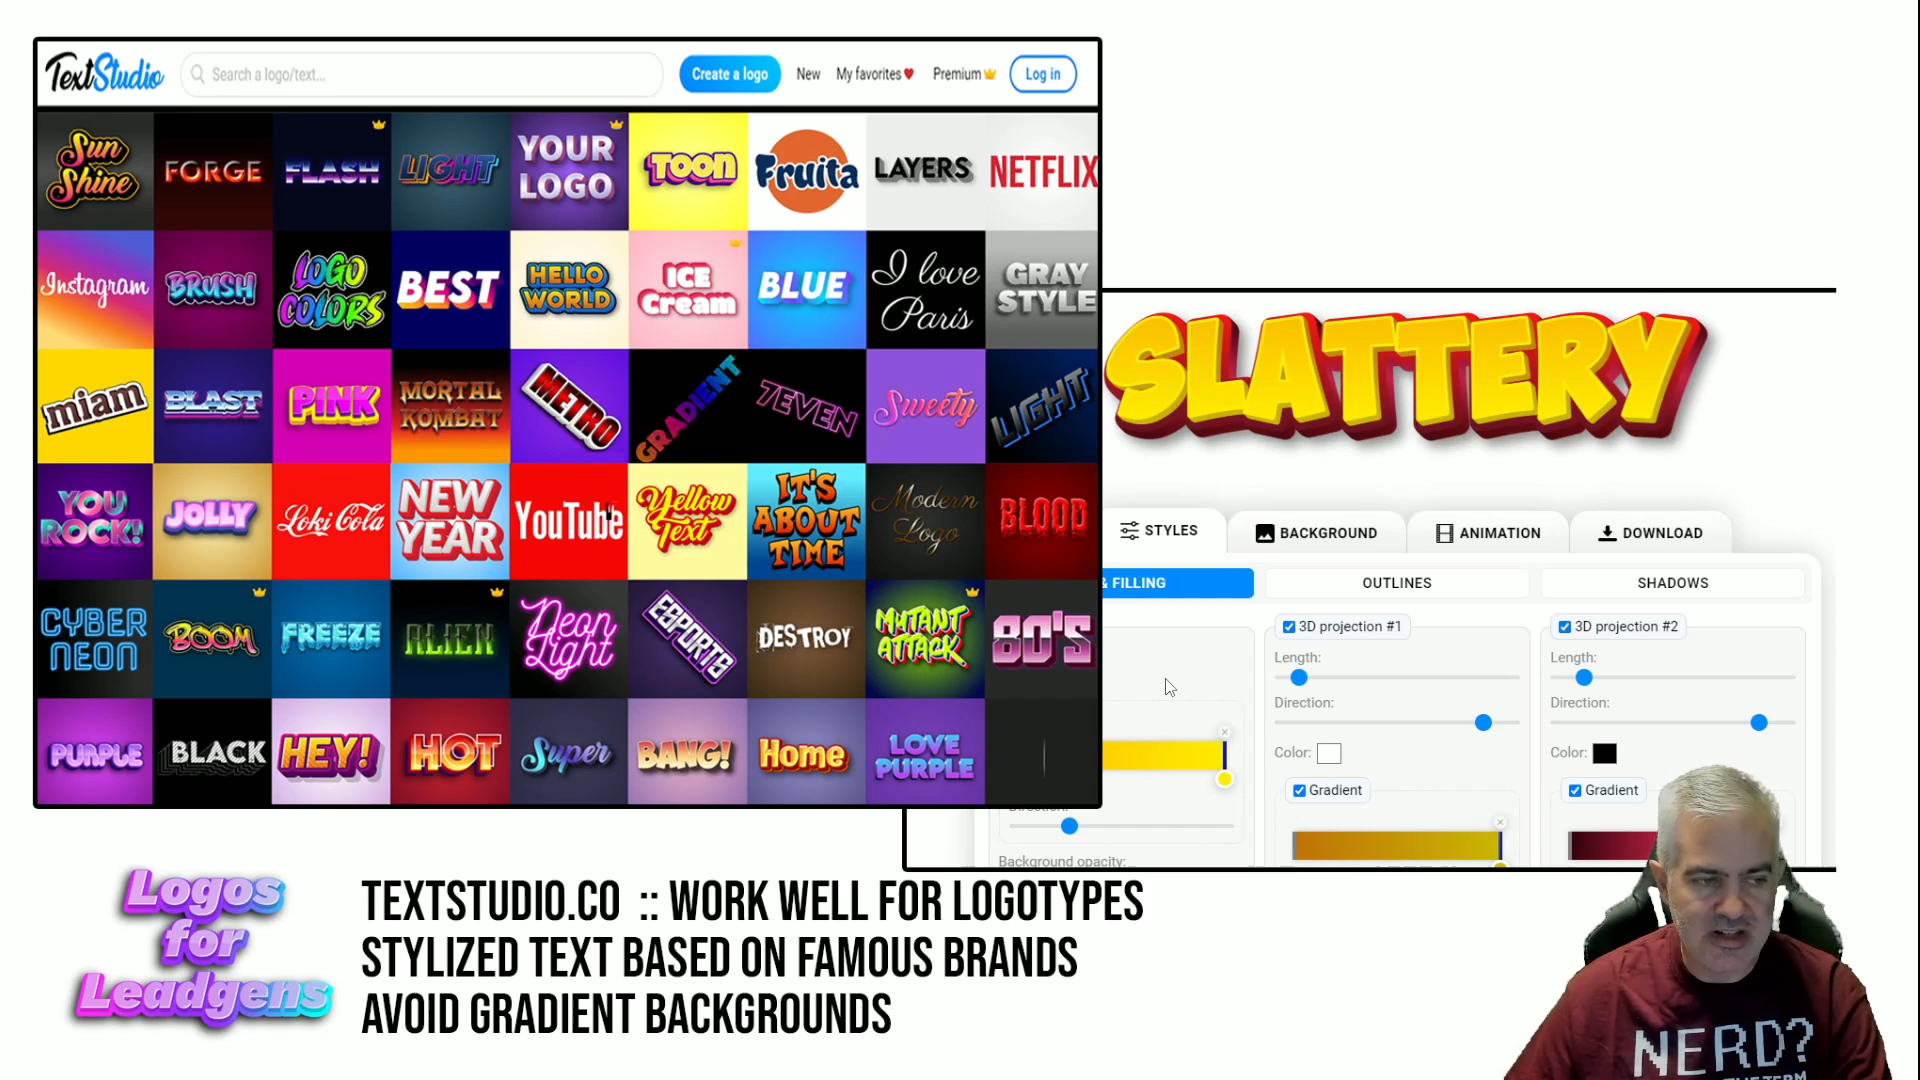 TextStudio
Search a logo/text...
Create a logo
New
My favorites
Premium
Log in
Sun Shine
FORGE
FLASH
LIGHT
YOUR LOGO
TOON
Fruita
LAYERS
NETFLIX
Instagram
BRUSH
LOGO COLORS
BEST
HELLO WORLD
ICE Cream
BLUE
I love Paris
GRAY STYLE
miam
BLAST
PINK
MORTAL KOMBAT
METRO
GRADIENT
7EVEN
Sweety
LIGHT
YOU ROCK!
JOLLY
Loki Cola
NEW YEAR
YouTube
Yellow Text
IT'S ABOUT TIME
Modern Logo
BLOOD
CYBER NEON
BOOM
FREEZE
ALIEN
Neon Light
ESPORTS
DESTROY
MUTANT ATTACK
80'S
PURPLE
BLACK
HEY!
HOT
Super
BANG!
Home
LOVE PURPLE
SLATTERY
STYLES
BACKGROUND
ANIMATION
DOWNLOAD
& FILLING
OUTLINES
SHADOWS
3D projection #1
Length:
Direction:
Color:
Gradient
3D projection #2
Length:
Direction:
Color:
Gradient
Direction:
Background opacity:
Logos
for
Leadgens
TEXTSTUDIO.CO :: WORK WELL FOR LOGOTYPES
STYLIZED TEXT BASED ON FAMOUS BRANDS
AVOID GRADIENT BACKGROUNDS
NERD?